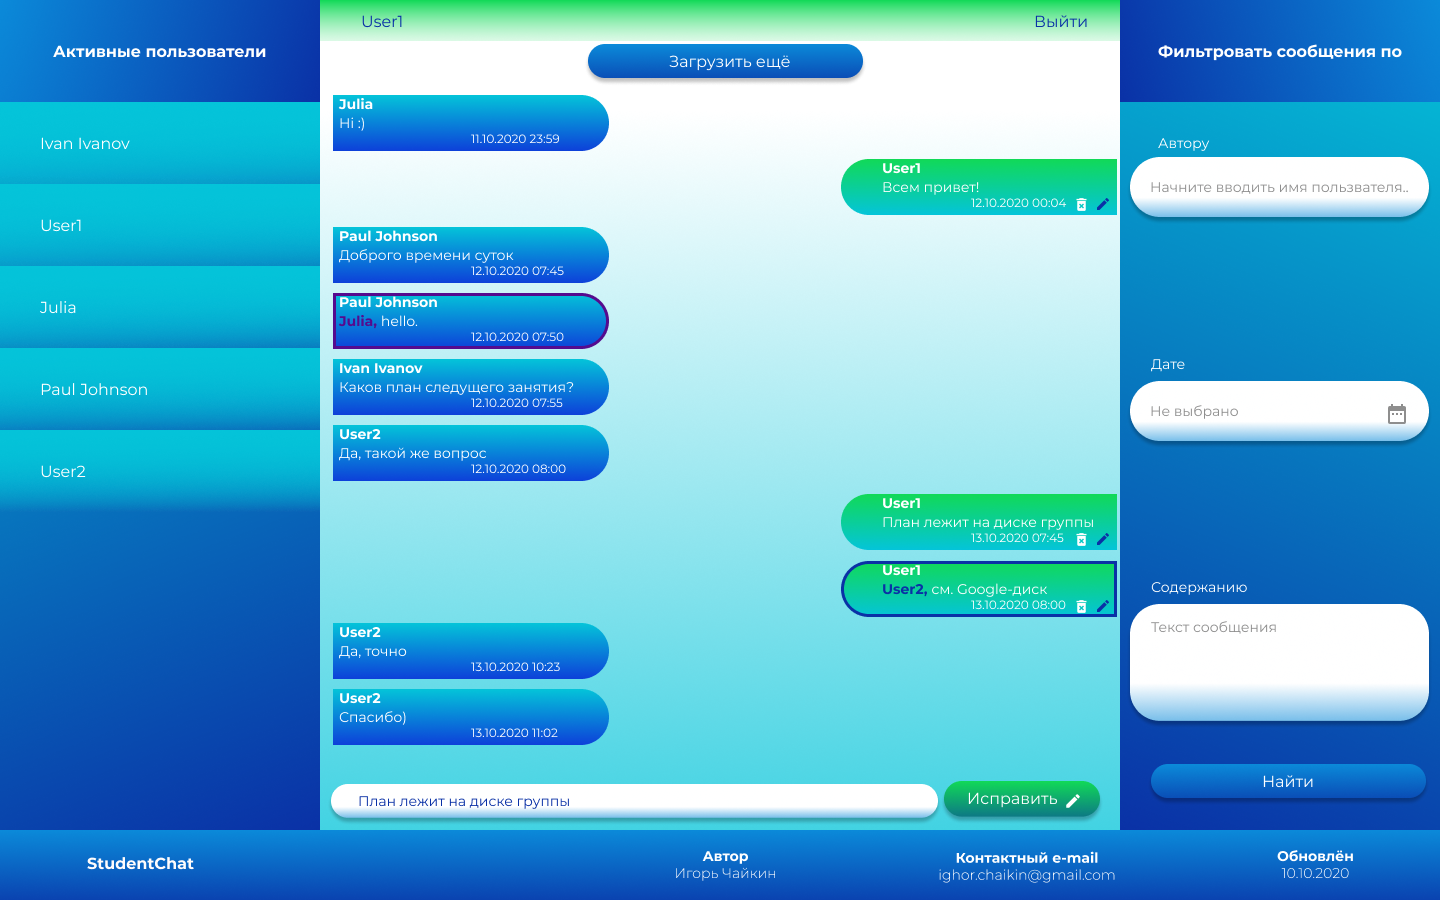 Активные пользователи
Ivan Ivanov
User1
Julia
Paul Johnson
User2
User1
Выйти
Загрузить ещё
Julia
Hi :)
11.10.2020 23:59
User1
Всем привет!
12.10.2020 00:04
Paul Johnson
Доброго времени суток
12.10.2020 07:45
Paul Johnson
Julia, hello.
12.10.2020 07:50
Ivan Ivanov
Каков план следущего занятия?
12.10.2020 07:55
User2
Да, такой же вопрос
12.10.2020 08:00
User1
План лежит на диске группы
13.10.2020 07:45
User1
User2, см. Google-диск
13.10.2020 08:00
User2
Да, точно
13.10.2020 10:23
User2
Спасибо)
13.10.2020 11:02
План лежит на диске группы
Исправить
Фильтровать сообщения по
Автору
Начните вводить имя пользвателя..
Дате
Не выбрано
Содержанию
Текст сообщения
Найти
StudentChat
Автор
Игорь Чайкин
Контактный e-mail
ighor.chaikin@gmail.com
Обновлён
10.10.2020